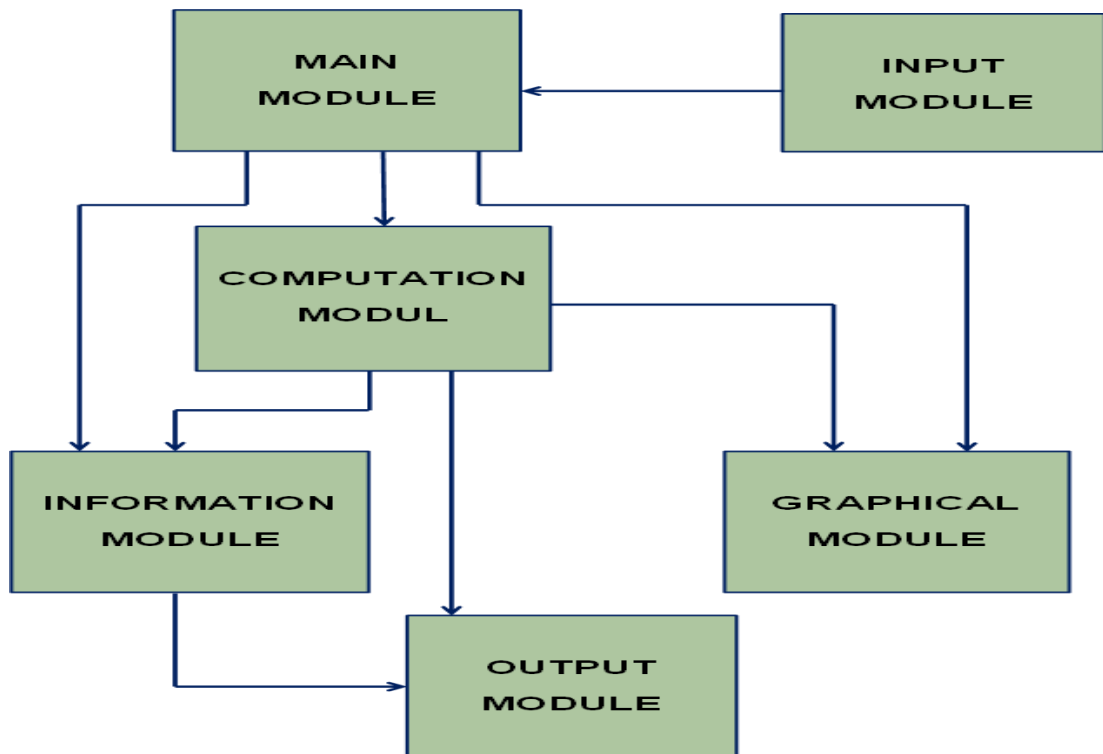 MAIN
MODULE
INPUT
MODULE
COMPUTATION
MODUL
INFORMATION
MODULE
GRAPHICAL
MODULE
OUTPUT
MODULE